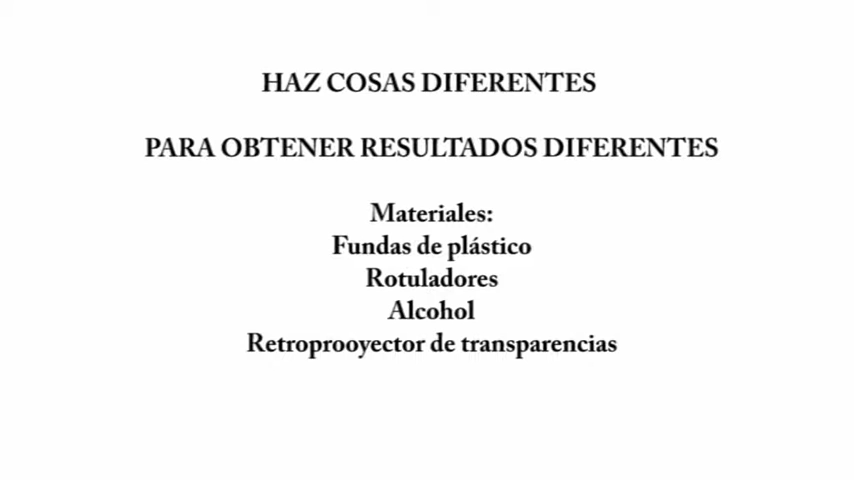 HAZ COSAS DIFERENTES
PARA OBTENER RESULTADOS DIFERENTES
Materiales:
Fundas de plástico
Rotuladores
Alcohol
Retroprooyector de transparencias